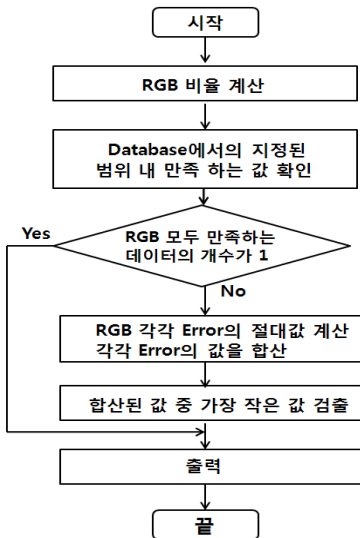 시작
RGB 비율 계산
Database에서의 지정된
범위 내 만족 하는 값 확인
Yes
RGB 모두 만족하는
데이터의 개수가 1
No
RGB 각각 Error의 절대값 계산
각각 Error의 값을 합산
합산된 값 중 가장 작은 값 검출
출력
끝